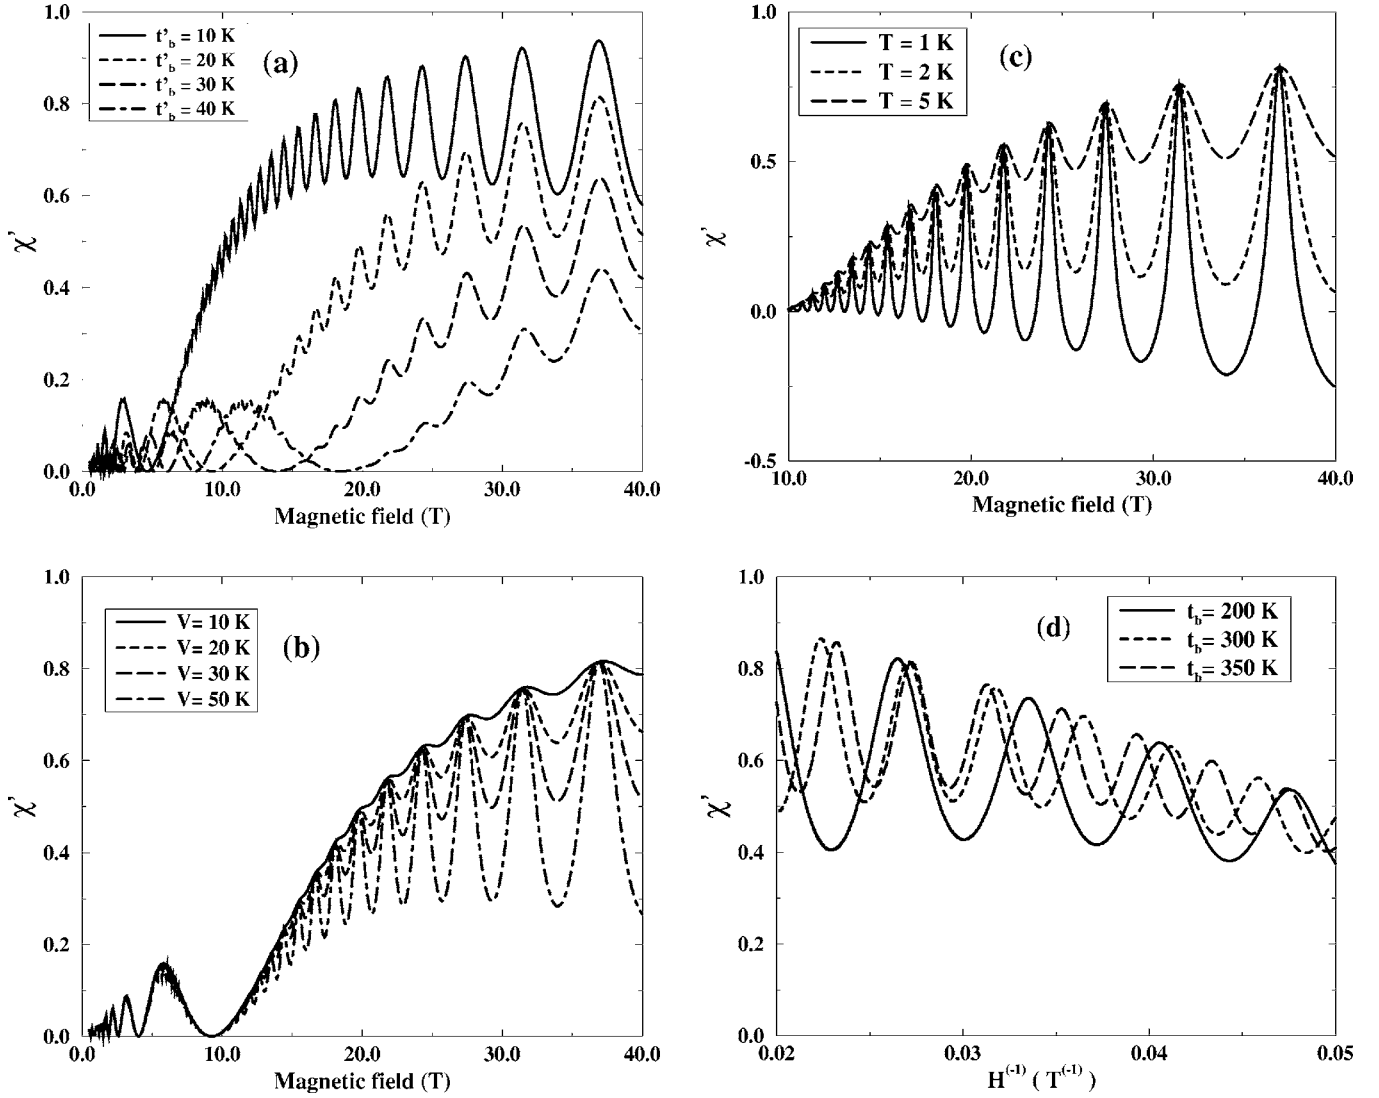 1.0
0.8
0.6
0.4
0.2
0.0
χ'
t'b = 10 K
t'b = 20 K
t'b = 30 K
t'b = 40 K
(a)
0.0 10.0 20.0 30.0 40.0
Magnetic field (T)
1.0
0.5
0.0
-0.5
χ'
T = 1 K
T = 2 K
T = 5 K
(c)
10.0 20.0 30.0 40.0
Magnetic field (T)
1.0
0.8
0.6
0.4
0.2
0.0
χ'
V= 10 K
V= 20 K
V= 30 K
V= 50 K
(b)
0.0 10.0 20.0 30.0 40.0
Magnetic field (T)
1.0
0.8
0.6
0.4
0.2
0.0
χ'
(d)
tb= 200 K
tb= 300 K
tb= 350 K
0.02 0.03 0.04 0.05
H(-1) ( T(-1))